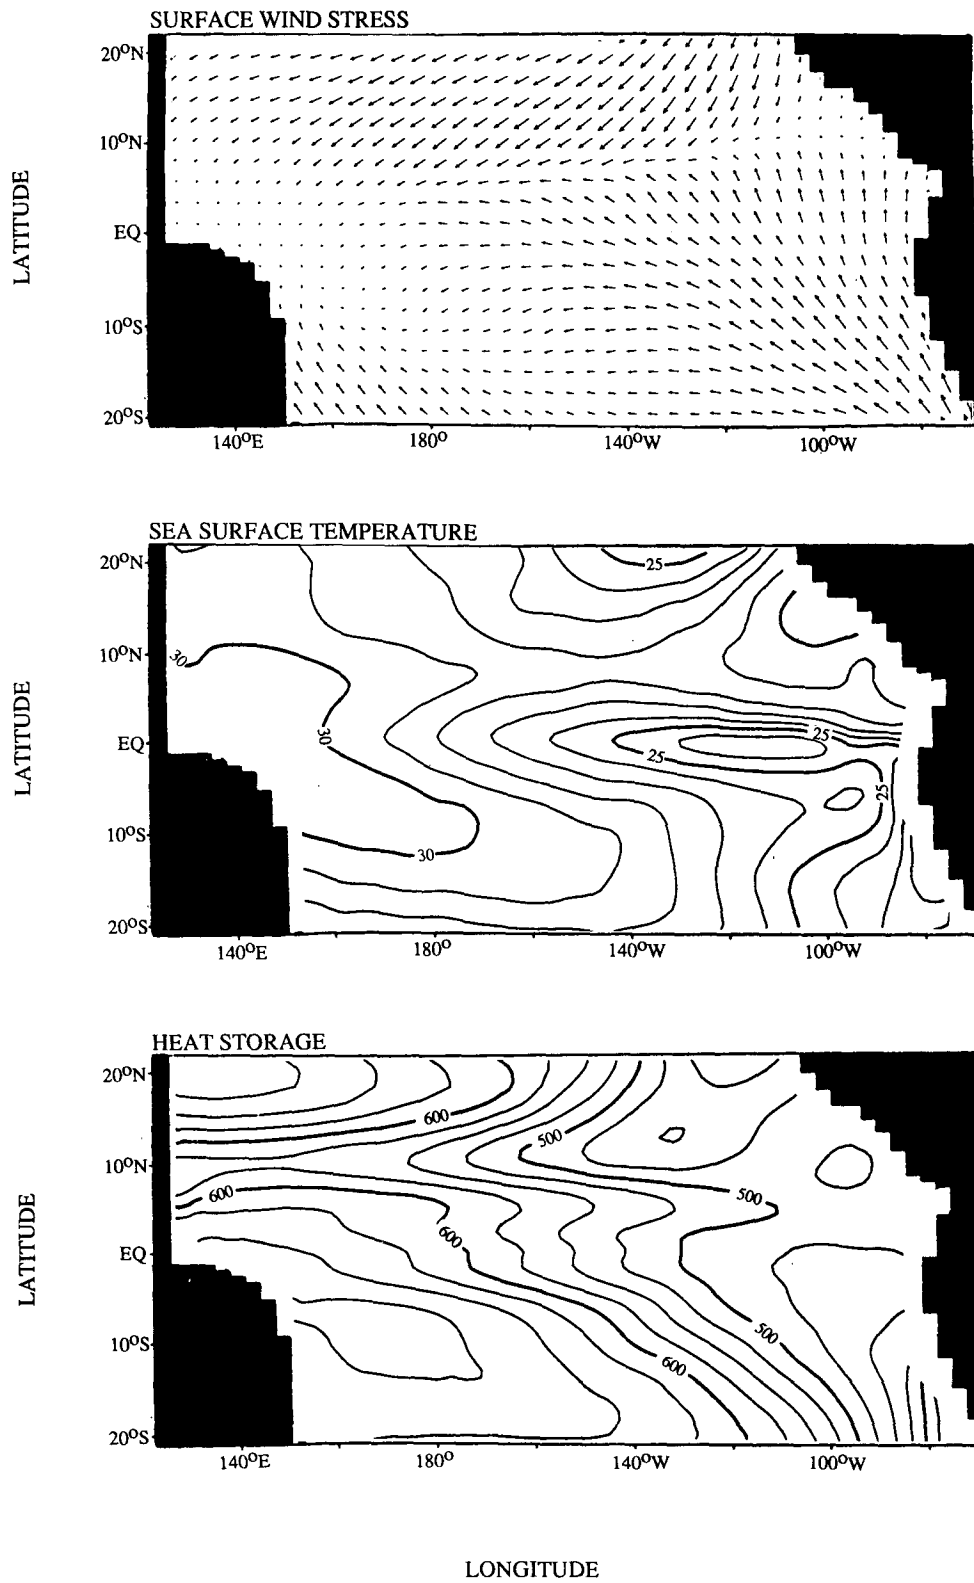 SURFACE WIND STRESS
20°N
10°N
EQ
10°S
20°S
LATITUDE
140°E 180° 140°W 100°W
SEA SURFACE TEMPERATURE
20°N
10°N
EQ
10°S
20°S
LATITUDE
25
30
30
25
25
25
30
140°E 180° 140°W 100°W
HEAT STORAGE
20°N
10°N
EQ
10°S
20°S
LATITUDE
600
500
600
500
600
500
600
140°E 180° 140°W 100°W
LONGITUDE